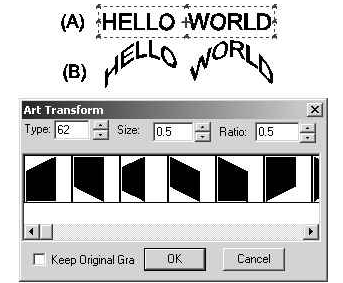 (A) HELLO WORLD
(B) HELLO WORLD
Art Transform
Type: 62 Size: 0.5 Ratio: 0.5
Keep Original Gra OK Cancel